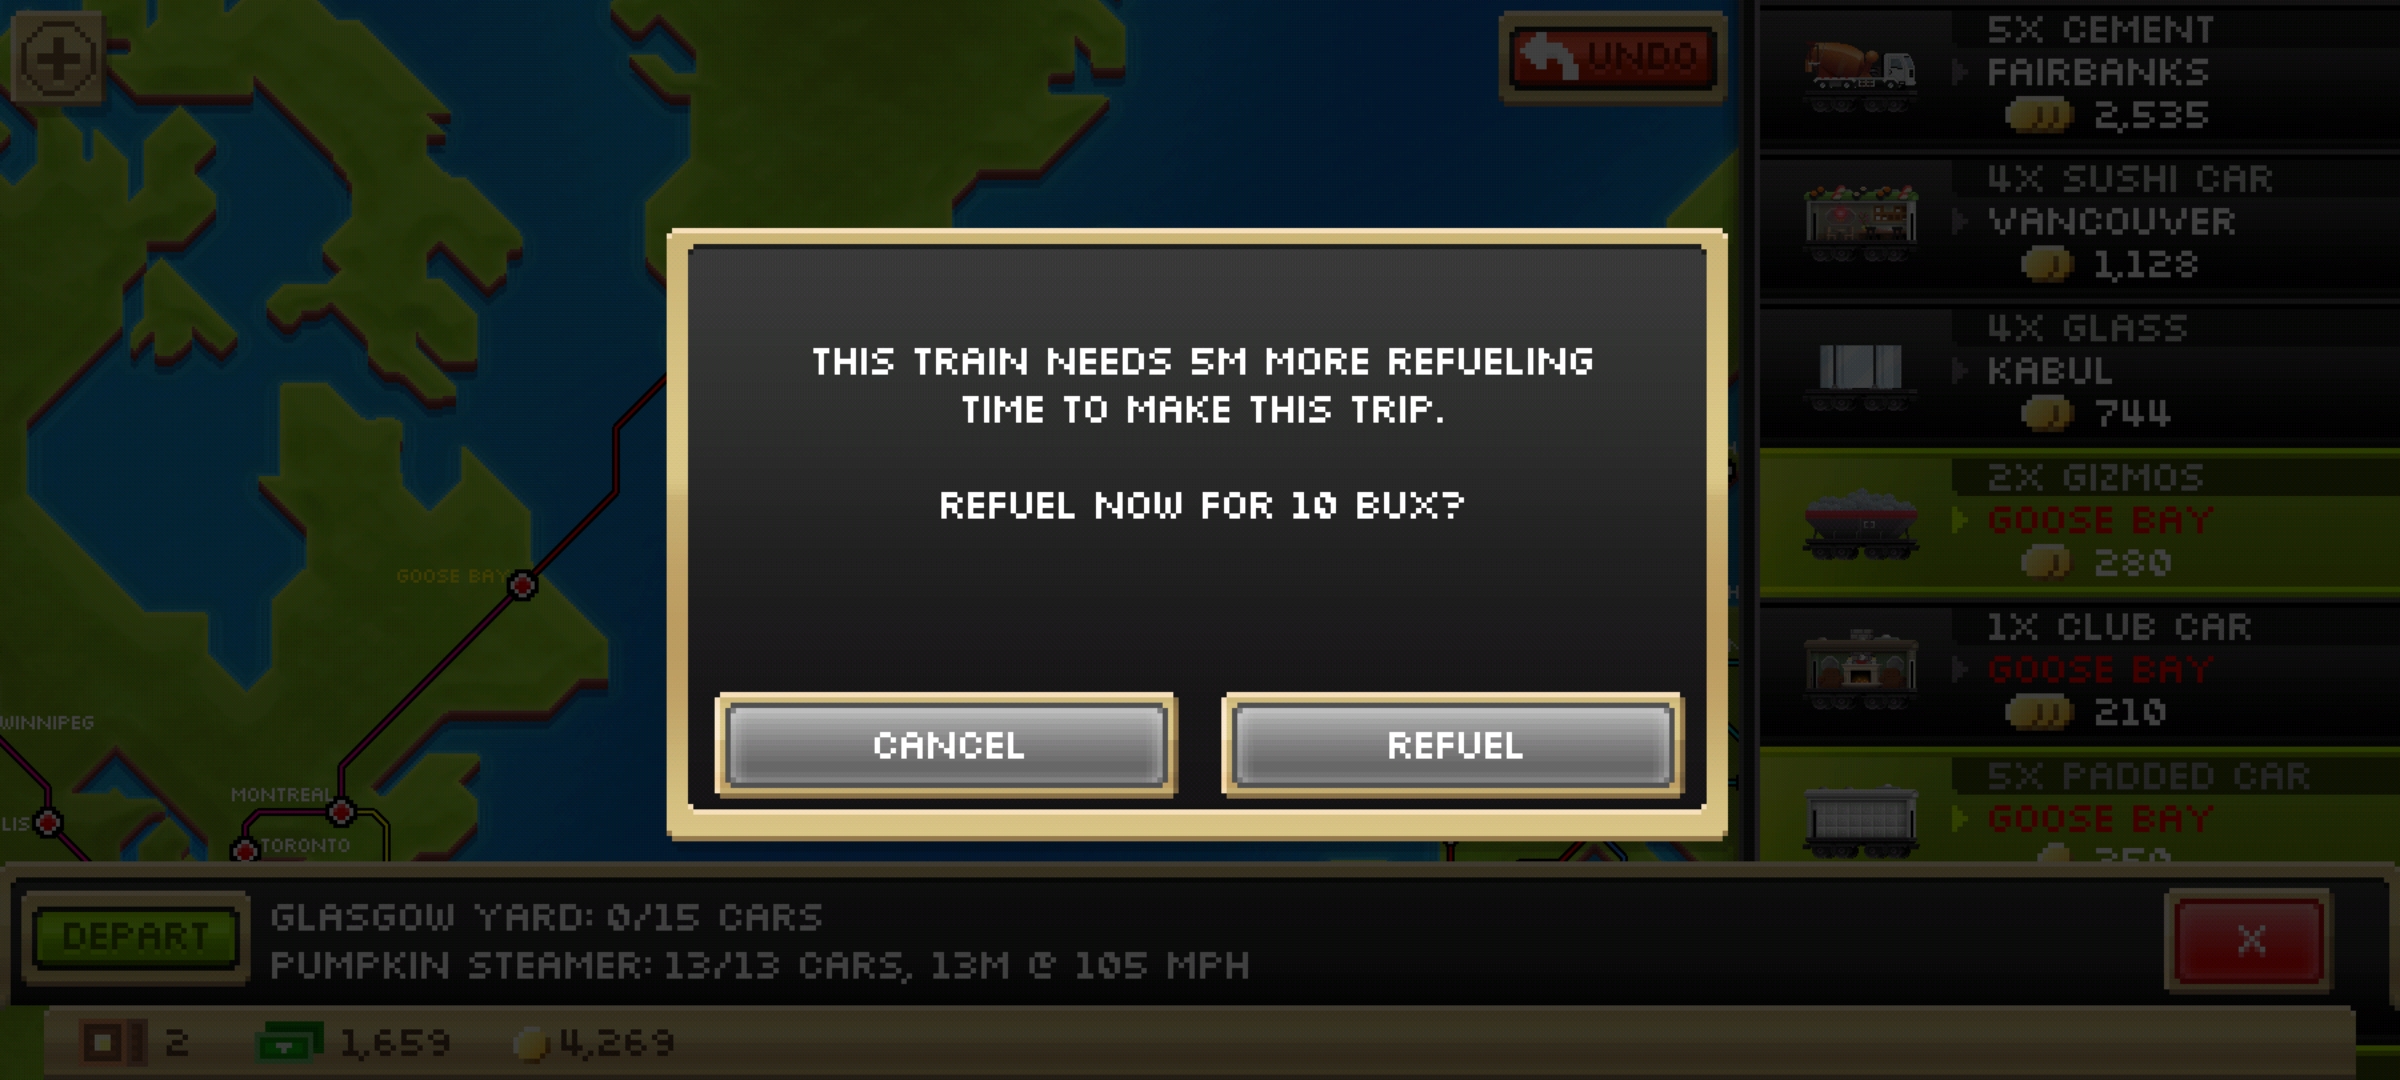 UNDO
5X CEMENT
FAIRBANKS
2,535
4X SUSHI CAR
VANCOUVER
1,128
4X GLASS
KABUL
744
2X GIZMOS
GOOSE BAY
280
1X CLUB CAR
GOOSE BAY
210
5X PADDED CAR
GOOSE BAY
350
THIS TRAIN NEEDS 5M MORE REFUELING
TIME TO MAKE THIS TRIP.
REFUEL NOW FOR 10 BUX?
CANCEL
REFUEL
GOOSE BAY
WINNIPEG
MONTREAL
LIS
TORONTO
DEPART
GLASGOW YARD: 0/15 CARS
PUMPKIN STEAMER: 13/13 CARS, 13M @ 105 MPH
X
2
1,659
4,269